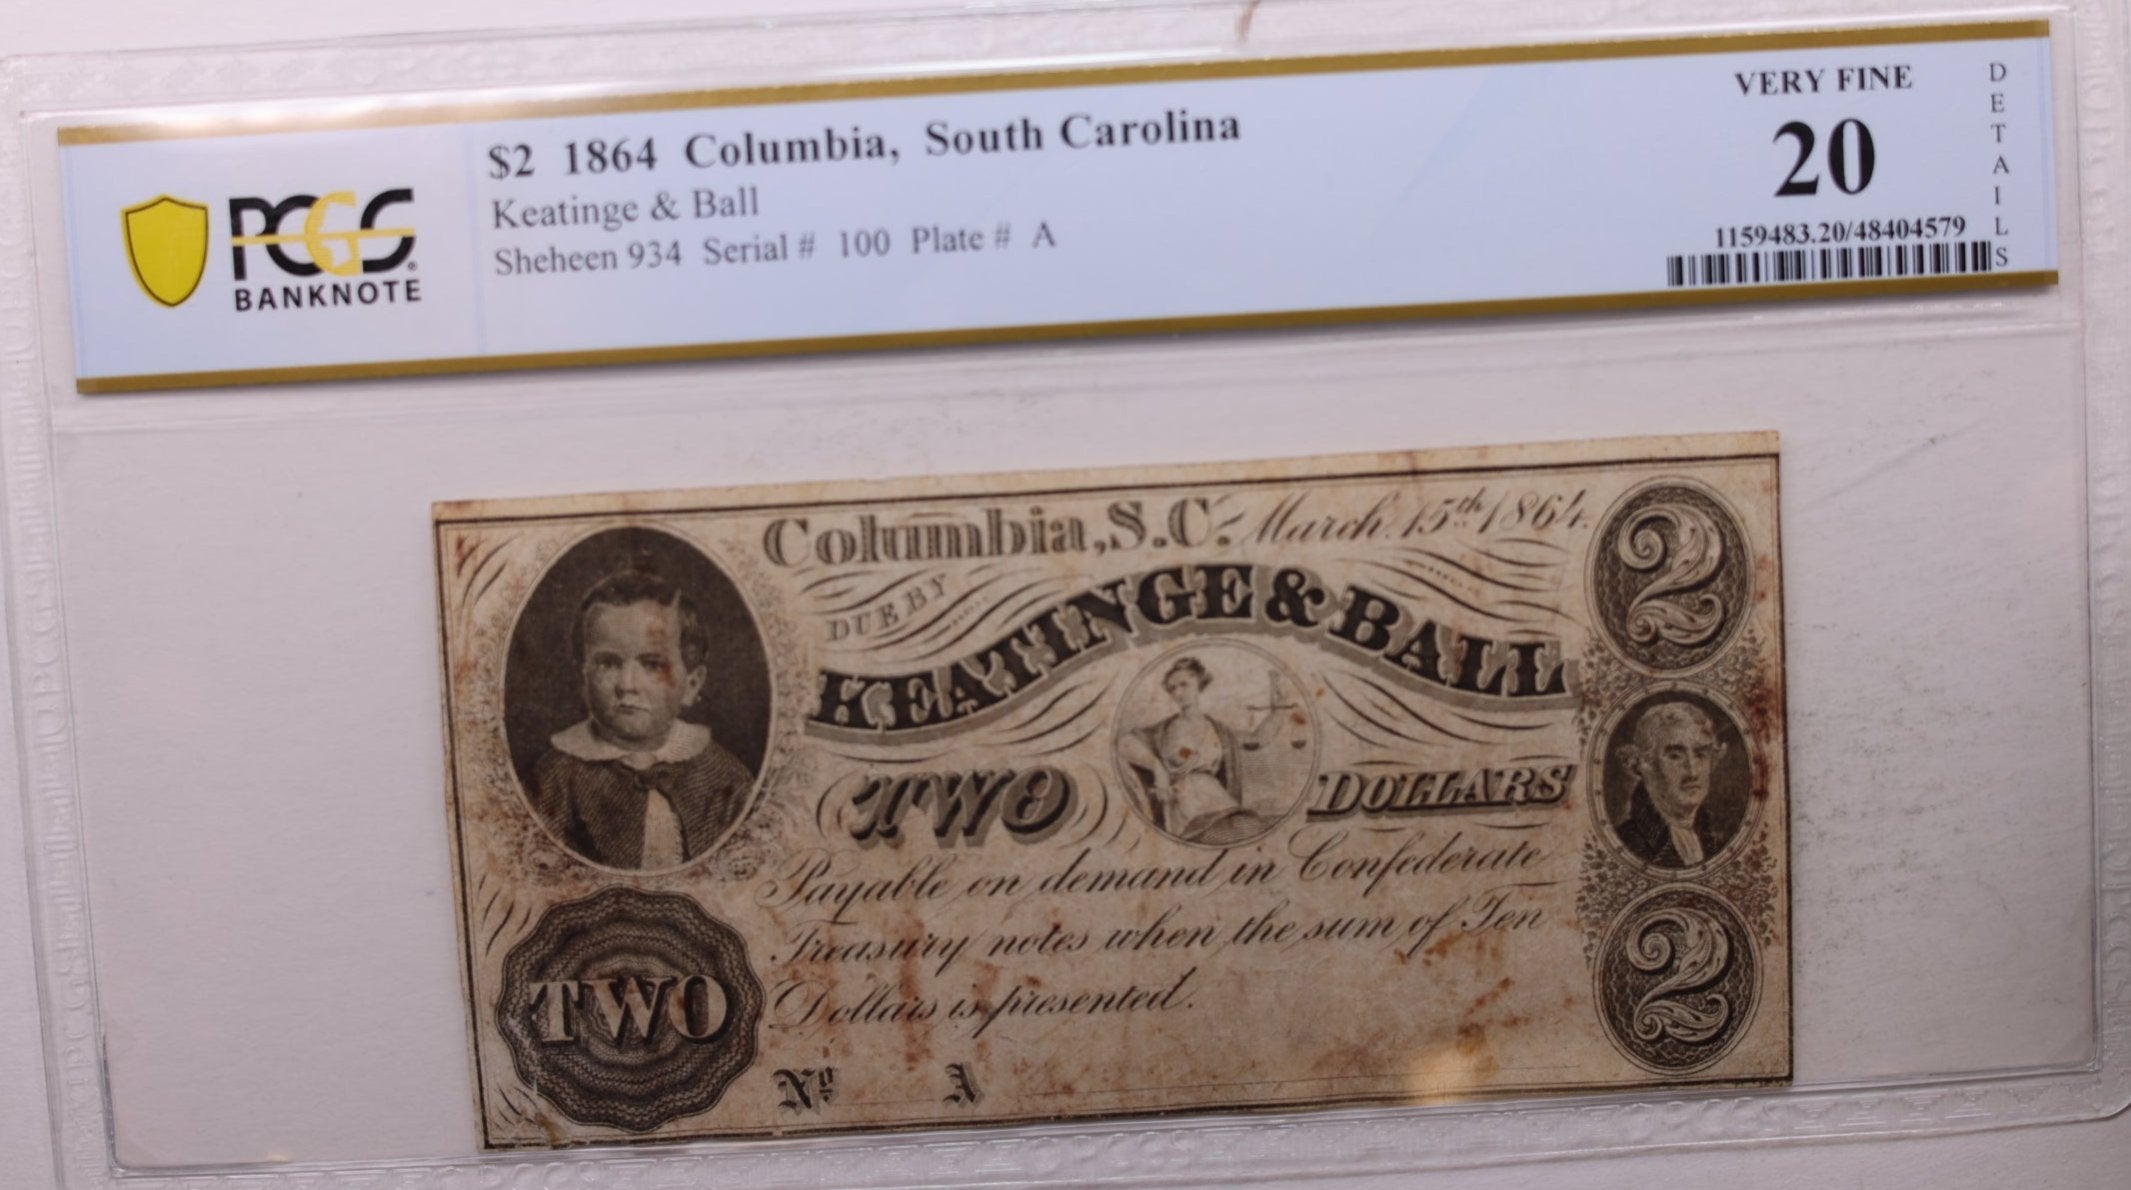 PCGS
BANKNOTE
$2 1864 Columbia, South Carolina
Keatinge & Ball
Sheheen 934 Serial # 100 Plate # A
VERY FINE
20
DETAILS
1159483.20/48404579
Columbia, S.C. March 15th 1864.
DUE BY
KEATINGE & BALL
TWO DOLLARS
Payable on demand in Confederate
Treasury notes when the sum of Ten
Dollars is presented.
TWO
No A
2
2